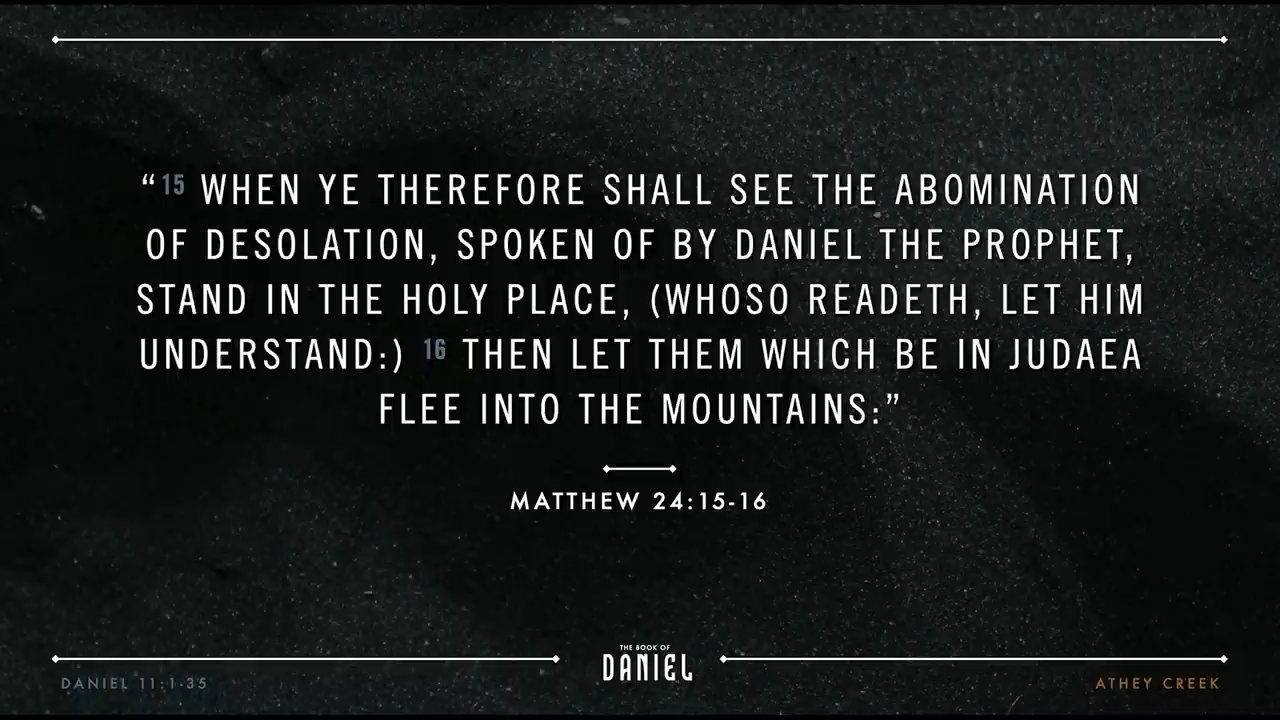 “15 WHEN YE THEREFORE SHALL SEE THE ABOMINATION
OF DESOLATION, SPOKEN OF BY DANIEL THE PROPHET,
STAND IN THE HOLY PLACE, (WHOSO READETH, LET HIM
UNDERSTAND:) 16 THEN LET THEM WHICH BE IN JUDAEA
FLEE INTO THE MOUNTAINS:”
MATTHEW 24:15-16
THE BOOK OF
DANIEL
DANIEL 11:1-35
ATHEY CREEK